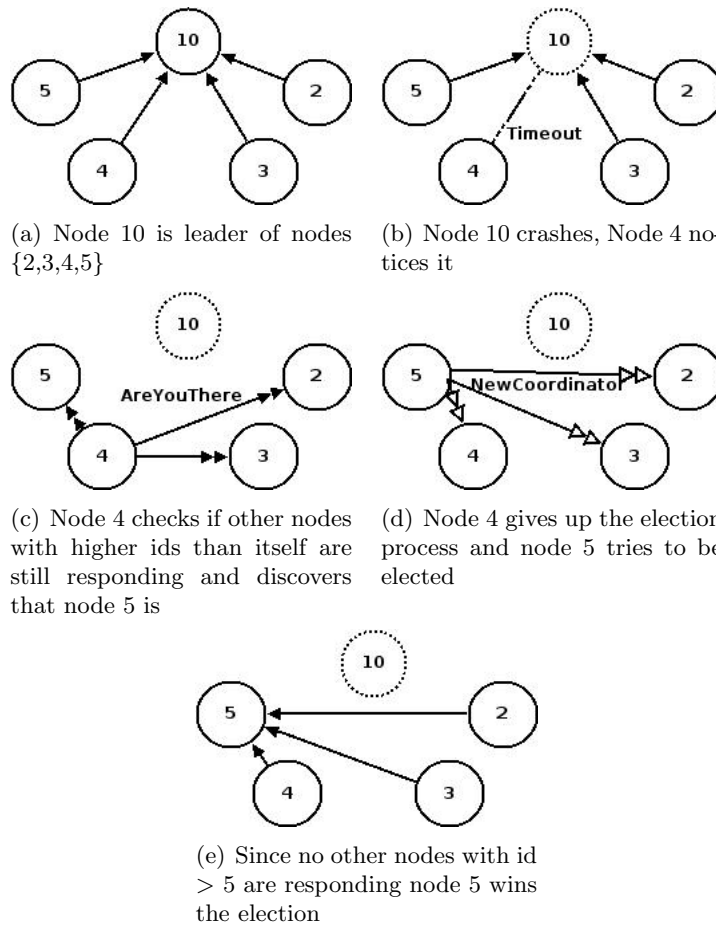 10
5
2
4
3
(a) Node 10 is leader of nodes
{2,3,4,5}
10
5
2
Timeout
4
3
(b) Node 10 crashes, Node 4 no-
tices it
10
5
2
AreYouThere
4
3
(c) Node 4 checks if other nodes
with higher ids than itself are
still responding and discovers
that node 5 is
10
5
2
NewCoordinator
4
3
(d) Node 4 gives up the election
process and node 5 tries to be
elected
10
5
2
4
3
(e) Since no other nodes with id
> 5 are responding node 5 wins
the election